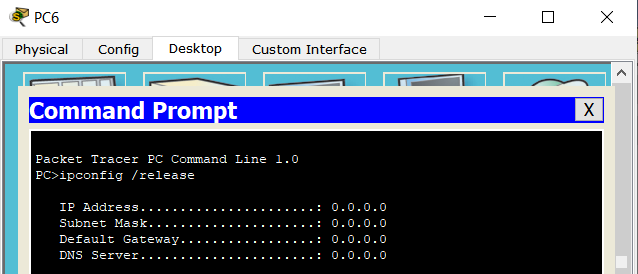 PC6
Physical Config Desktop Custom Interface
Command Prompt X
Packet Tracer PC Command Line 1.0
PC>ipconfig /release
IP Address......................: 0.0.0.0
Subnet Mask.....................: 0.0.0.0
Default Gateway.................: 0.0.0.0
DNS Server......................: 0.0.0.0